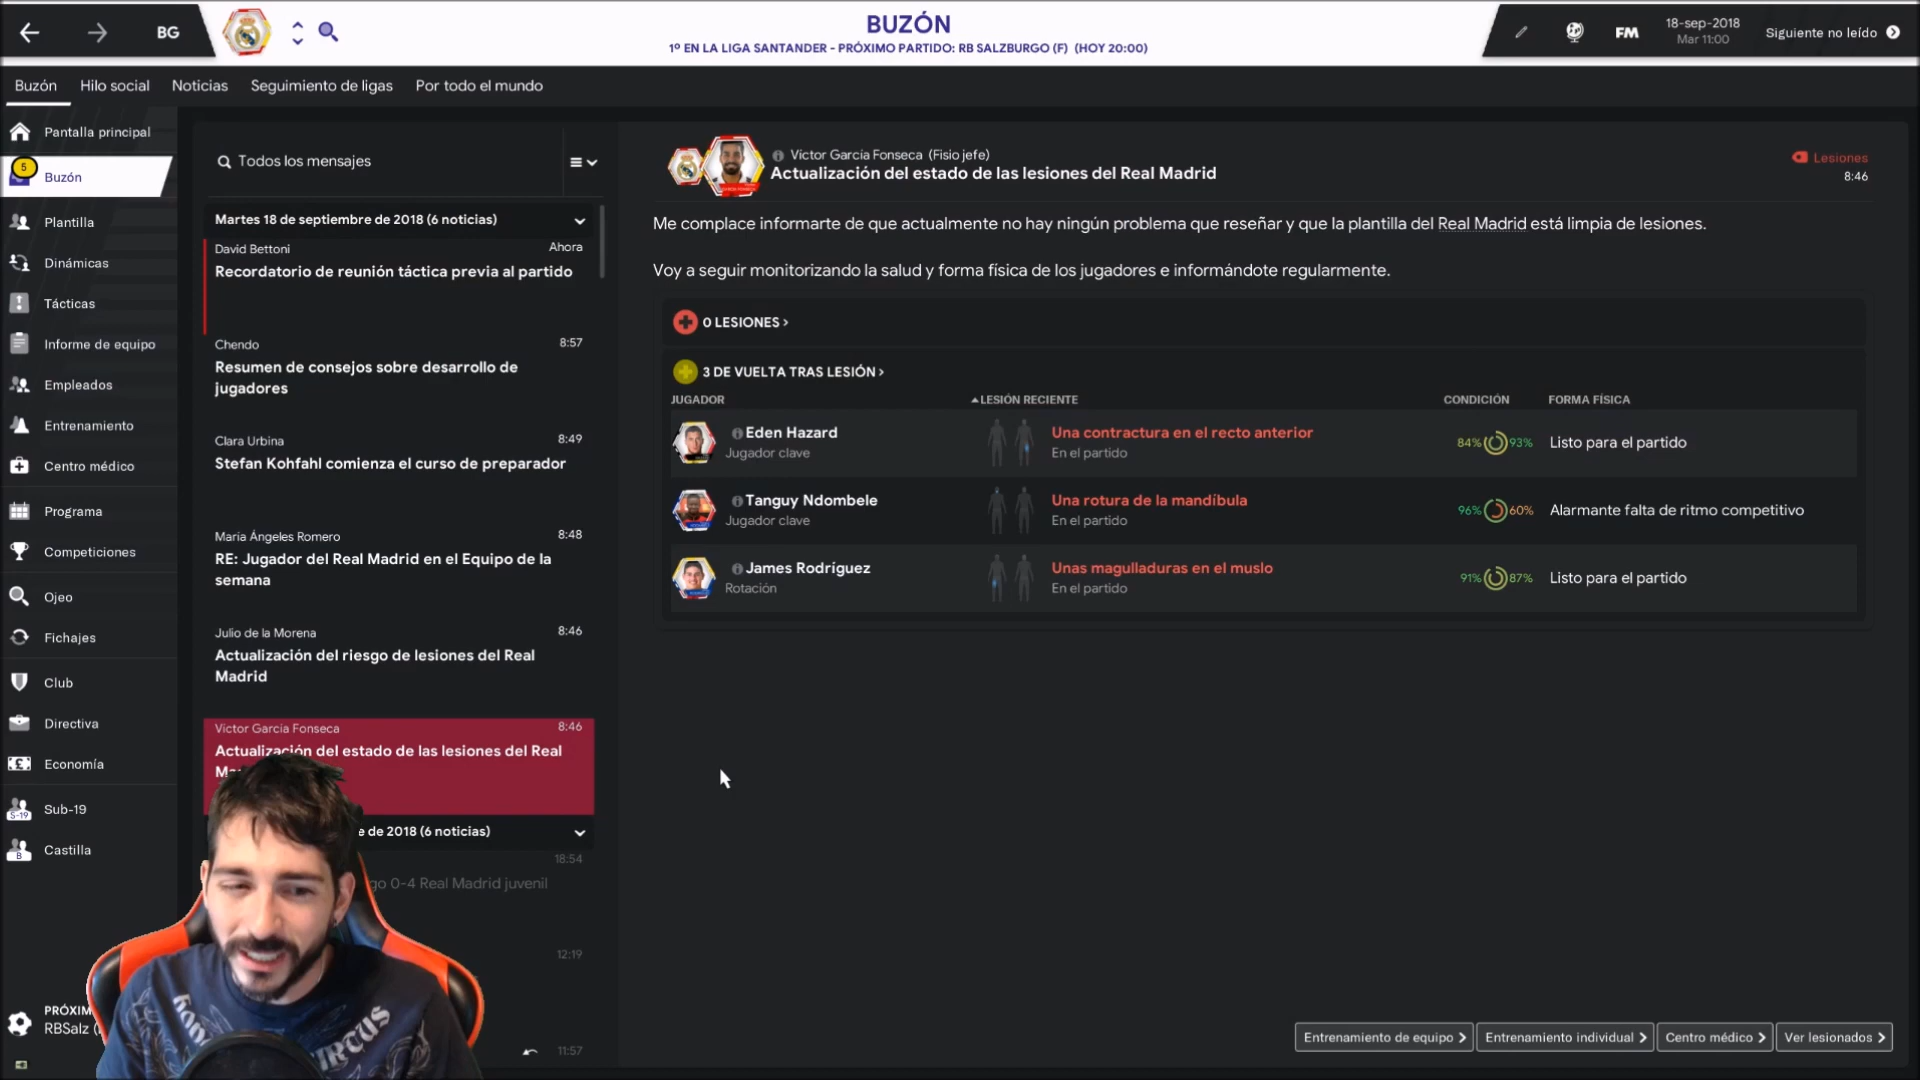 BG
BUZÓN
1º EN LA LIGA SANTANDER - PRÓXIMO PARTIDO: RB SALZBURGO (F) (HOY 20:00)
FM
18-sep-2018
Mar 11:00
Siguiente no leído
Buzón
Hilo social
Noticias
Seguimiento de ligas
Por todo el mundo
Pantalla principal
5
Buzón
Plantilla
Dinámicas
Tácticas
Informe de equipo
Empleados
Entrenamiento
Centro médico
Programa
Competiciones
Ojeo
Fichajes
Club
Directiva
Economía
S-19
Sub-19
B
Castilla
PRÓXIM
RBSalz (
Todos los mensajes
Martes 18 de septiembre de 2018 (6 noticias)
David Bettoni
Ahora
Recordatorio de reunión táctica previa al partido
Chendo
8:57
Resumen de consejos sobre desarrollo de
jugadores
Clara Urbina
8:49
Stefan Kohfahl comienza el curso de preparador
María Ángeles Romero
8:48
RE: Jugador del Real Madrid en el Equipo de la
semana
Julio de la Morena
8:46
Actualización del riesgo de lesiones del Real
Madrid
Víctor García Fonseca
8:46
Actualización del estado de las lesiones del Real
e de 2018 (6 noticias)
18:54
go 0-4 Real Madrid juvenil
12:19
11:57
Víctor García Fonseca (Fisio jefe)
Actualización del estado de las lesiones del Real Madrid
Lesiones
8:46
Me complace informarte de que actualmente no hay ningún problema que reseñar y que la plantilla del Real Madrid está limpia de lesiones.
Voy a seguir monitorizando la salud y forma física de los jugadores e informándote regularmente.
0 LESIONES >
3 DE VUELTA TRAS LESIÓN >
JUGADOR
LESIÓN RECIENTE
CONDICIÓN
FORMA FÍSICA
Eden Hazard
Jugador clave
Una contractura en el recto anterior
En el partido
84% 93%
Listo para el partido
Tanguy Ndombele
Jugador clave
Una rotura de la mandíbula
En el partido
96% 60%
Alarmante falta de ritmo competitivo
James Rodríguez
Rotación
Unas magulladuras en el muslo
En el partido
91% 87%
Listo para el partido
Entrenamiento de equipo >
Entrenamiento individual >
Centro médico >
Ver lesionados >